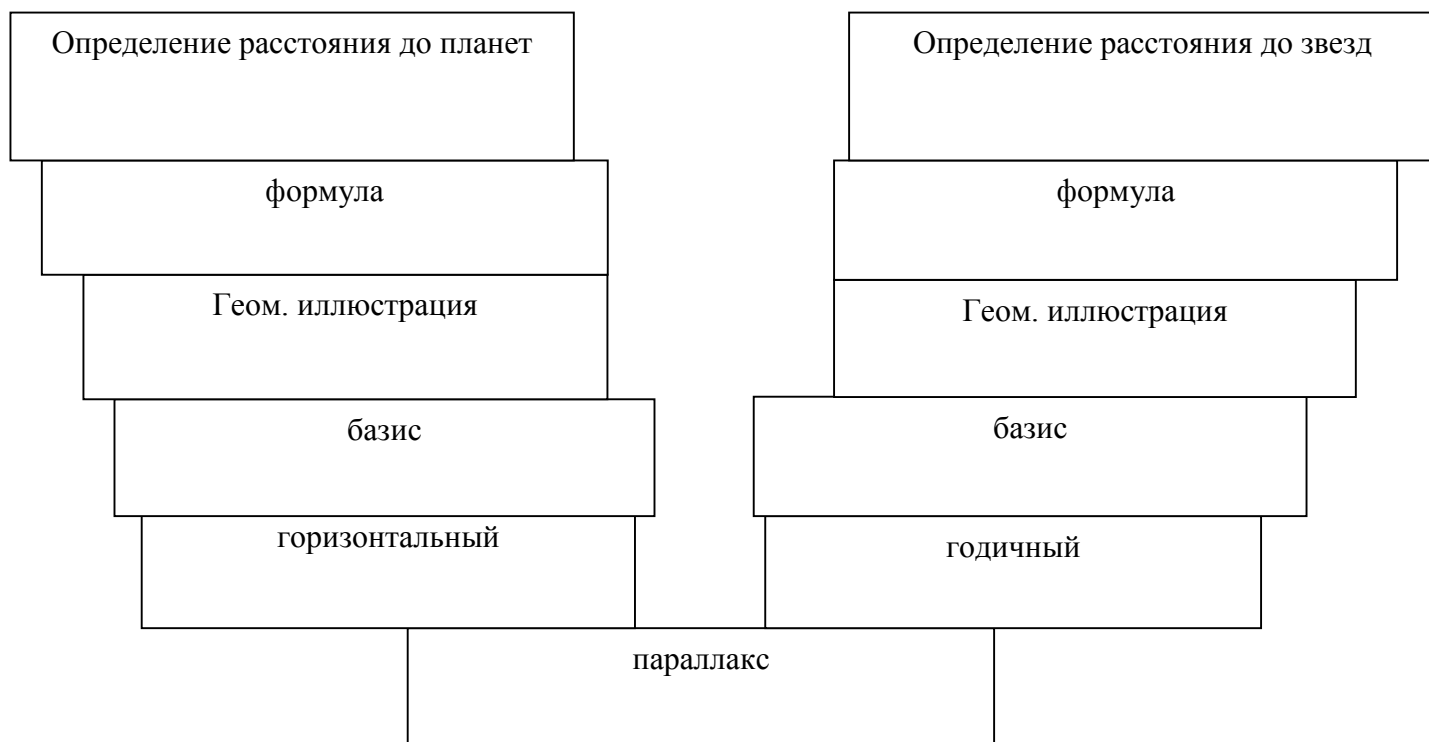 Определение расстояния до планет
Определение расстояния до звезд
формула
формула
Геом. иллюстрация
Геом. иллюстрация
базис
базис
горизонтальный
годичный
параллакс